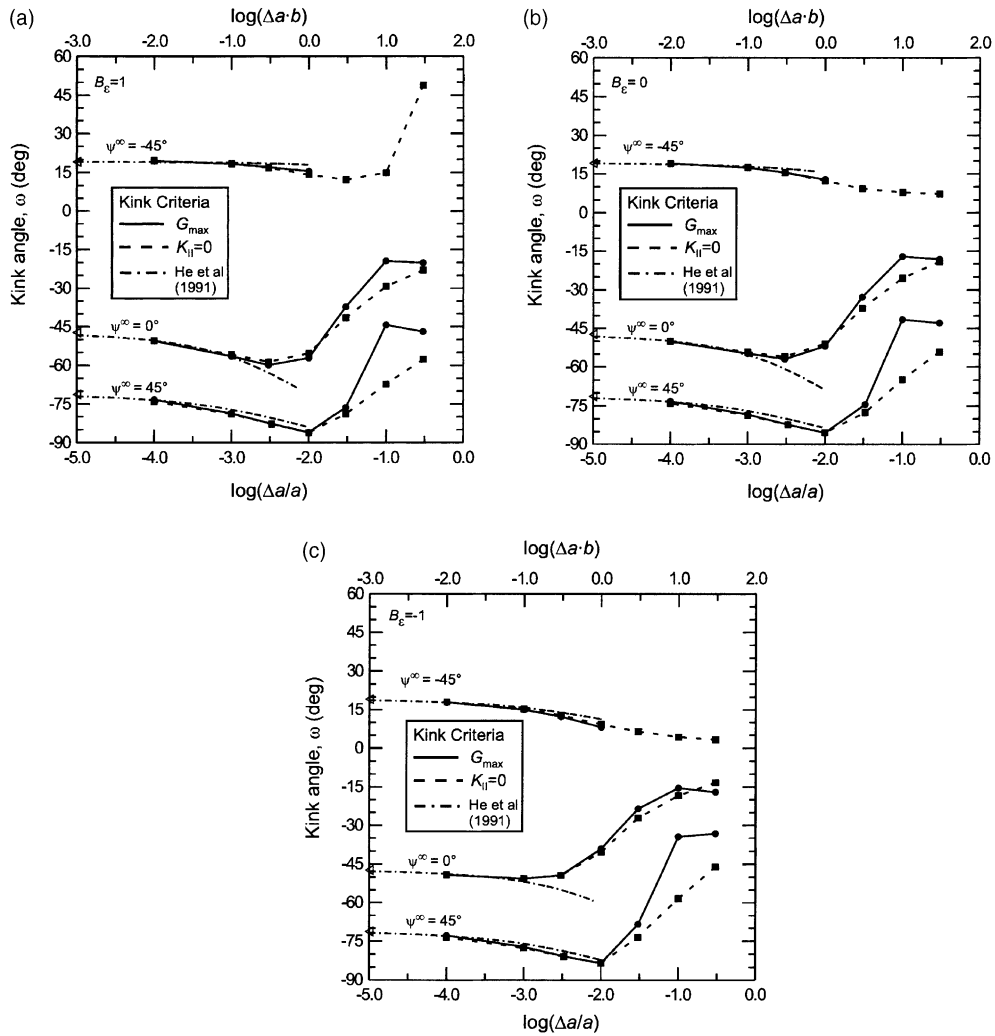 (a)
log(Δa·b)
-3.0 -2.0 -1.0 0.0 1.0 2.0
60
45
30
15
0
-15
-30
-45
-60
-75
-90
Kink angle, ω (deg)
Bε=1
ψ∞ = -45°
Kink Criteria
Gmax
KII=0
He et al
(1991)
ψ∞ = 0°
ψ∞ = 45°
-5.0 -4.0 -3.0 -2.0 -1.0 0.0
log(Δa/a)
(b)
log(Δa·b)
-3.0 -2.0 -1.0 0.0 1.0 2.0
60
45
30
15
0
-15
-30
-45
-60
-75
-90
Kink angle, ω (deg)
Bε= 0
ψ∞ = -45°
Kink Criteria
Gmax
KII=0
He et al
(1991)
ψ∞ = 0°
ψ∞ = 45°
-5.0 -4.0 -3.0 -2.0 -1.0 0.0
log(Δa/a)
(c)
log(Δa·b)
-3.0 -2.0 -1.0 0.0 1.0 2.0
60
45
30
15
0
-15
-30
-45
-60
-75
-90
Kink angle, ω (deg)
Bε=-1
ψ∞ = -45°
Kink Criteria
Gmax
KII=0
He et al
(1991)
ψ∞ = 0°
ψ∞ = 45°
-5.0 -4.0 -3.0 -2.0 -1.0 0.0
log(Δa/a)